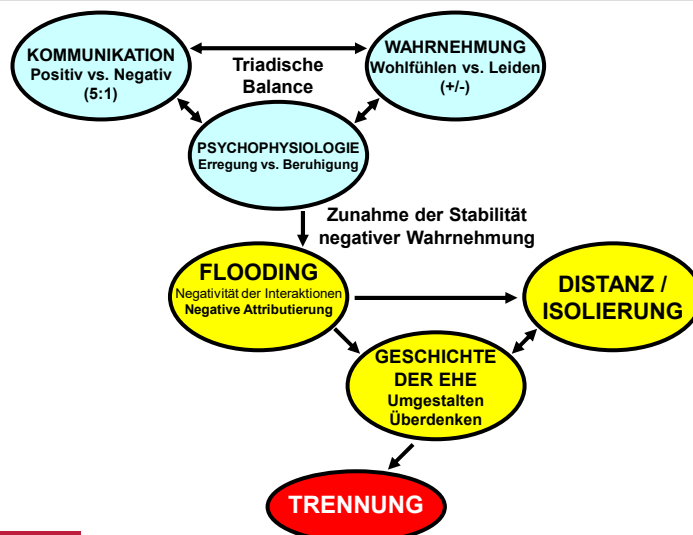 KOMMUNIKATION
Positiv vs. Negativ
(5:1)
Triadische
Balance
WAHRNEHMUNG
Wohlfühlen vs. Leiden
(+/-)
PSYCHOPHYSIOLOGIE
Erregung vs. Beruhigung
Zunahme der Stabilität
negativer Wahrnehmung
FLOODING
Negativität der Interaktionen
Negative Attributierung
DISTANZ /
ISOLIERUNG
GESCHICHTE
DER EHE
Umgestalten
Überdenken
TRENNUNG